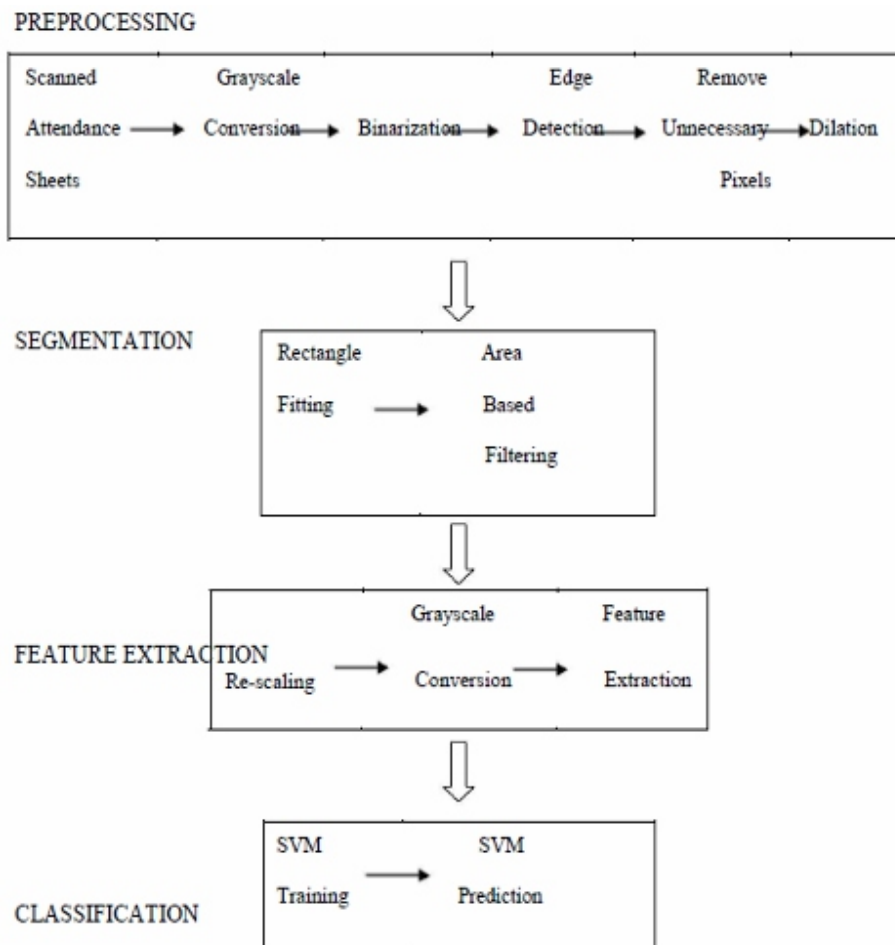 PREPROCESSING
Scanned Grayscale Edge Remove
Attendance Conversion Binarization Detection Unnecessary Dilation
Sheets Pixels
SEGMENTATION
Rectangle Area
Fitting Based
Filtering
Grayscale Feature
FEATURE EXTRACTION
Re-scaling Conversion Extraction
SVM SVM
Training Prediction
CLASSIFICATION